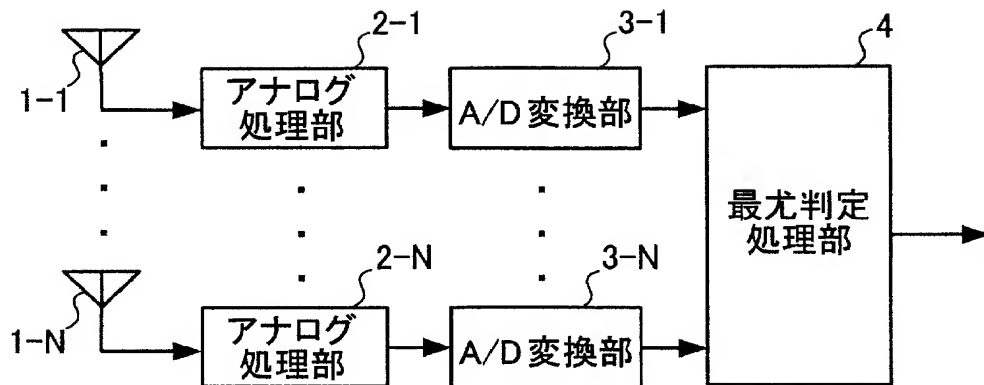 2-1
3-1
4
1-1
アナログ
処理部
A/D変換部
最尤判定
処理部
2-N
3-N
1-N
アナログ
処理部
A/D変換部